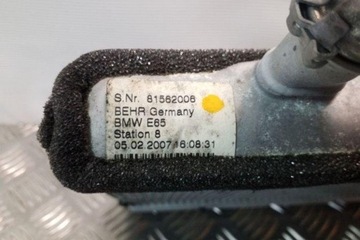 S.Nr. 81562006
BEHR Germany
BMW E65
Station 8
05.02.2007 16:08:31